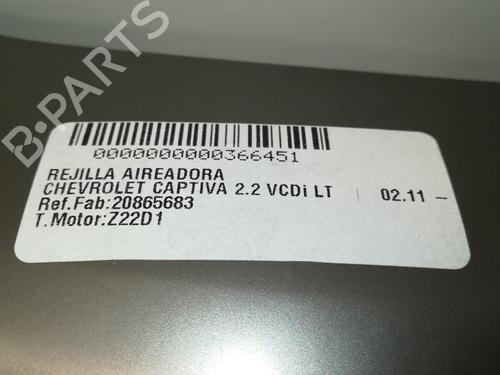 B-PARTS
0000000000366451
REJILLA AIREADORA
CHEVROLET CAPTIVA 2.2 VCDi LT 02.11 -
Ref.Fab:20865683
T.Motor:Z22D1